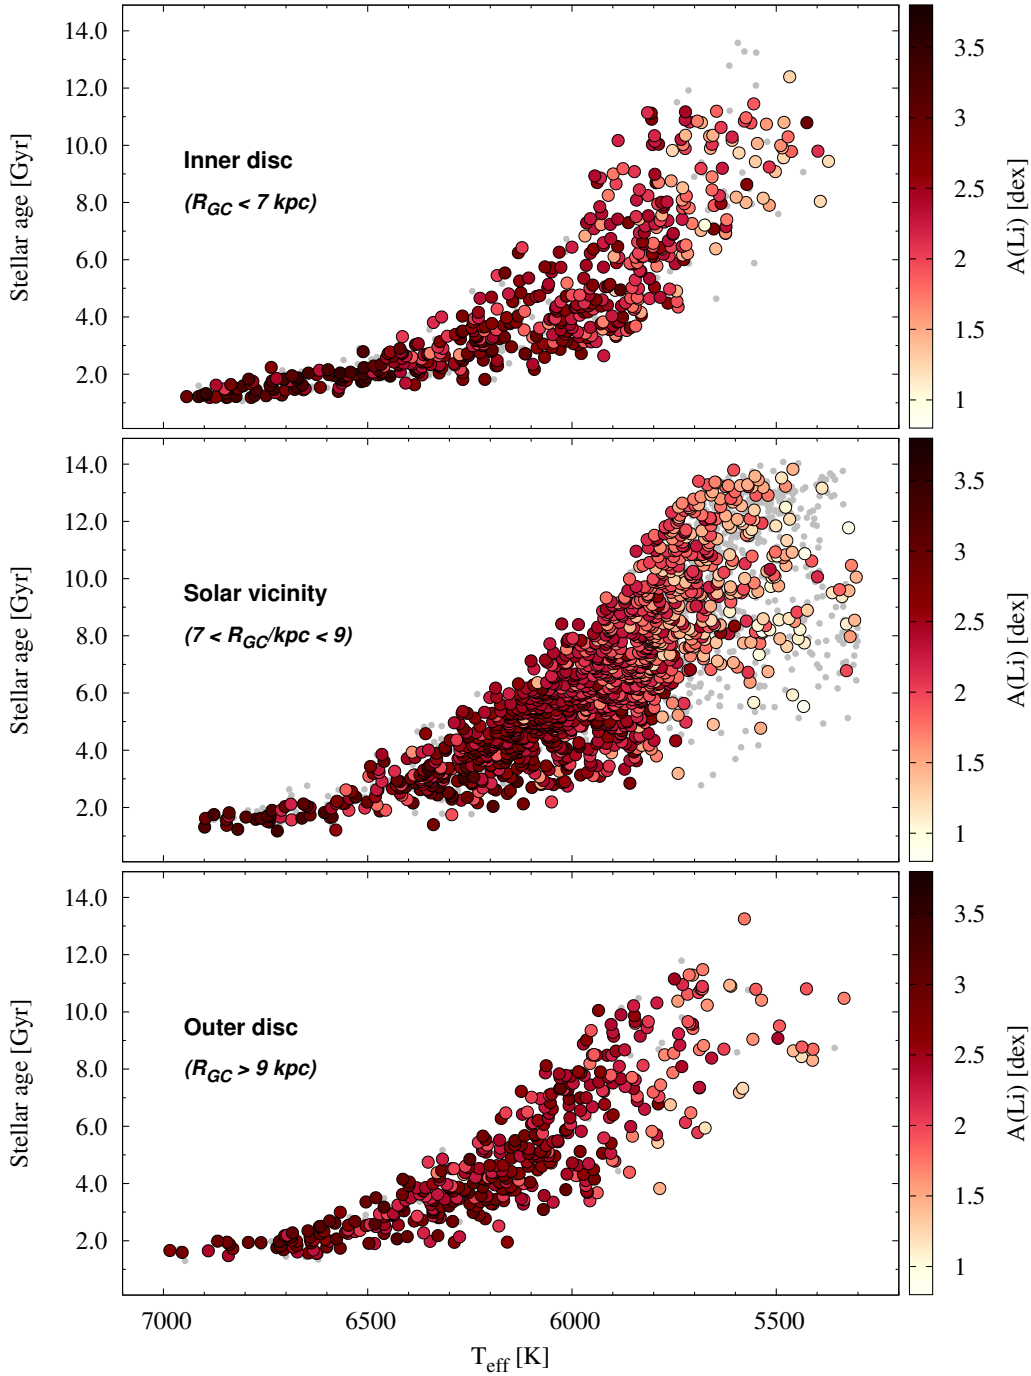 14.0
12.0
10.0
8.0
6.0
4.0
2.0
Stellar age [Gyr]
Inner disc
(R_GC < 7 kpc)
3.5
3
2.5
2
1.5
1
A(Li) [dex]
14.0
12.0
10.0
8.0
6.0
4.0
2.0
Stellar age [Gyr]
Solar vicinity
(7 < R_GC/kpc < 9)
3.5
3
2.5
2
1.5
1
A(Li) [dex]
14.0
12.0
10.0
8.0
6.0
4.0
2.0
Stellar age [Gyr]
Outer disc
(R_GC > 9 kpc)
3.5
3
2.5
2
1.5
1
A(Li) [dex]
7000 6500 6000 5500
T_eff [K]